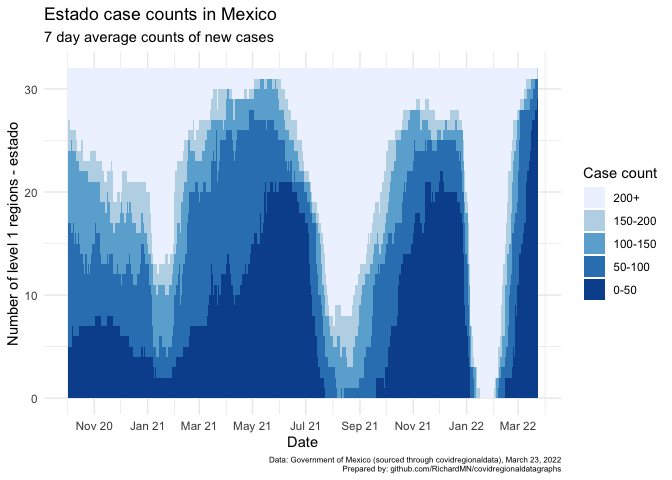 Estado case counts in Mexico
7 day average counts of new cases
Number of level 1 regions - estado
30
20
10
0
Nov 20 Jan 21 Mar 21 May 21 Jul 21 Sep 21 Nov 21 Jan 22 Mar 22
Date
Case count
200+
150-200
100-150
50-100
0-50
Data: Government of Mexico (sourced through covidregionaldata), March 23, 2022
Prepared by: github.com/RichardMN/covidregionaldatagraphs